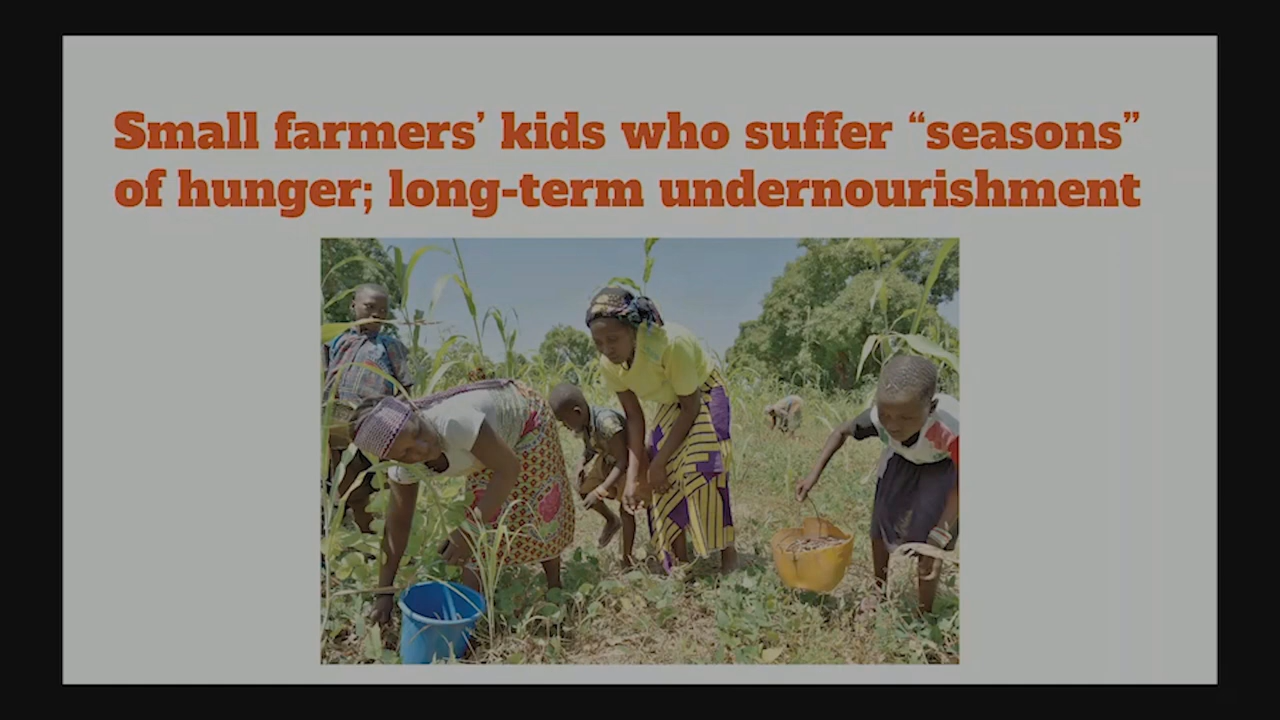 Small farmers’ kids who suffer “seasons”
of hunger; long-term undernourishment